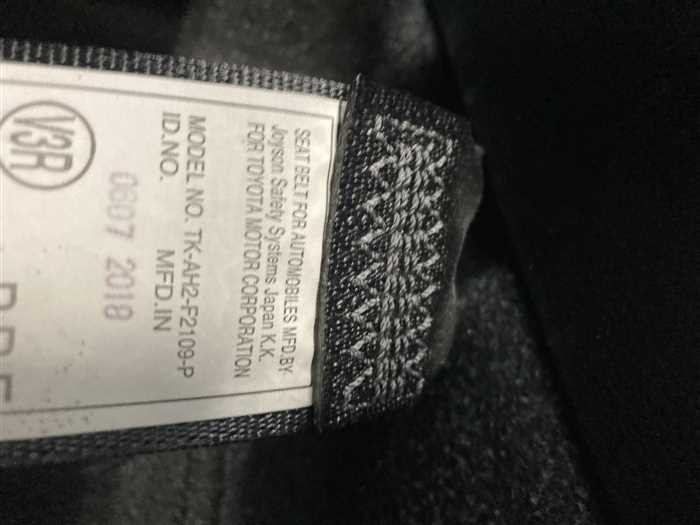 SEAT BELT FOR AUTOMOBILES MFD.BY
Joyson Safety Systems Japan K.K.
FOR TOYOTA MOTOR CORPORATION
MODEL NO. TK-AH2-F2109-P
ID.NO. MFD.IN
0607 2018
V3R